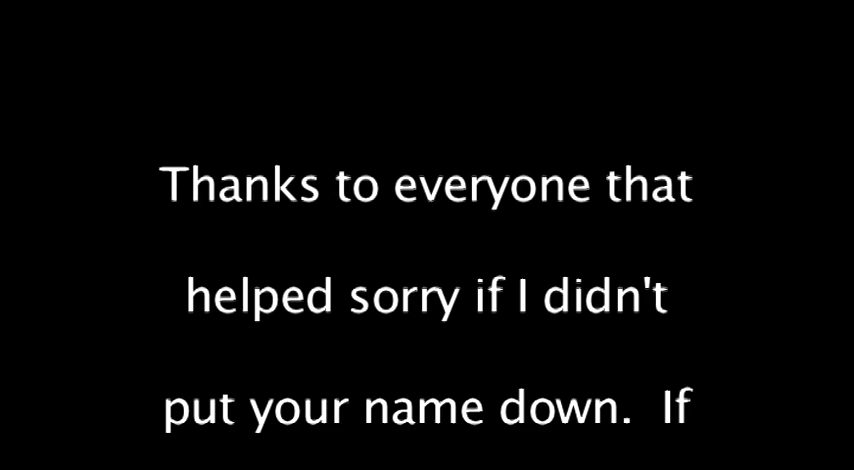 Thanks to everyone that
helped sorry if I didn't
put your name down.  If